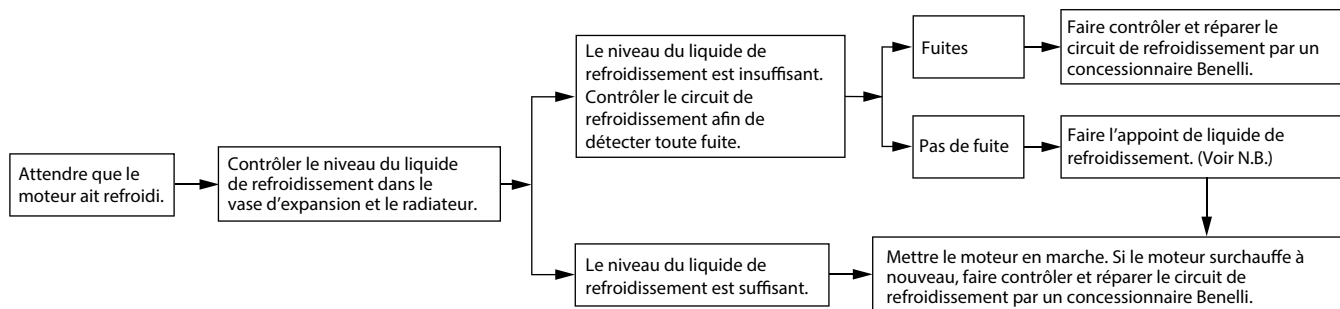 Attendre que le
moteur ait refroidi.
Contrôler le niveau du liquide
de refroidissement dans le
vase d'expansion et le radiateur.
Le niveau du liquide de
refroidissement est insuffisant.
Contrôler le circuit de
refroidissement afin de
détecter toute fuite.
Fuites
Faire contrôler et réparer le
circuit de refroidissement par un
concessionnaire Benelli.
Pas de fuite
Faire l'appoint de liquide de
refroidissement. (Voir N.B.)
Le niveau du liquide de
refroidissement est suffisant.
Mettre le moteur en marche. Si le moteur surchauffe à
nouveau, faire contrôler et réparer le circuit de
refroidissement par un concessionnaire Benelli.